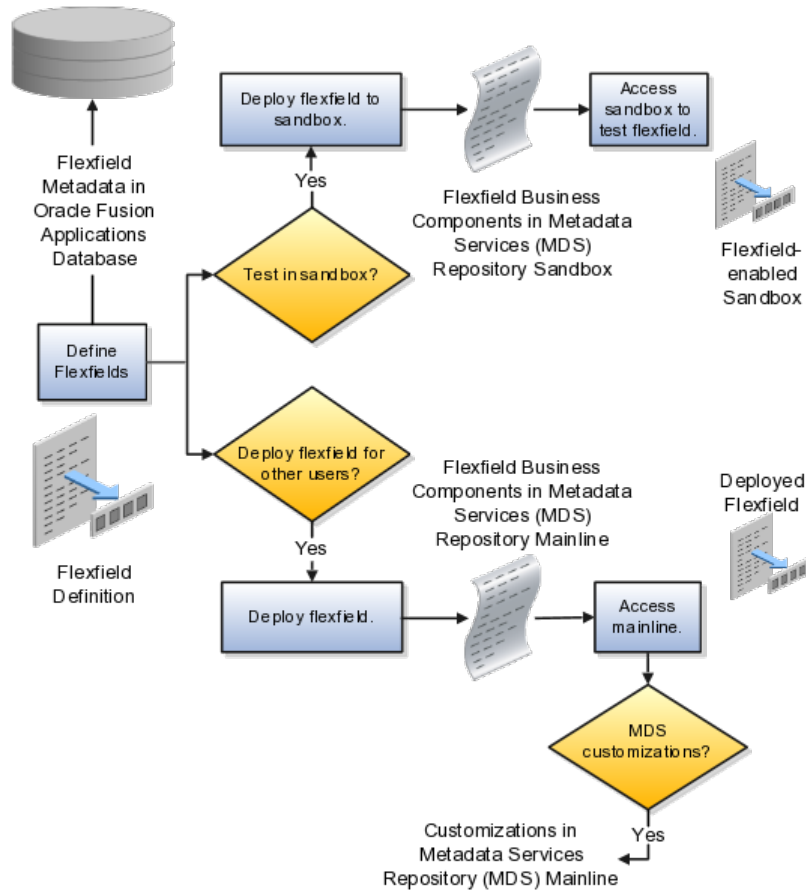 Flexfield
Metadata in
Oracle Fusion
Applications
Database
Define
Flexfields
Flexfield
Definition
Deploy flexfield to
sandbox.
Yes
Test in sandbox?
Flexfield Business
Components in Metadata
Services (MDS)
Repository Sandbox
Access
sandbox to
test flexfield.
Flexfield-
enabled
Sandbox
Deploy flexfield for
other users?
Yes
Deploy flexfield.
Flexfield Business
Components in Metadata
Services (MDS)
Repository Mainline
Access
mainline.
Deployed
Flexfield
MDS
customizations?
Yes
Customizations in
Metadata Services
Repository (MDS) Mainline